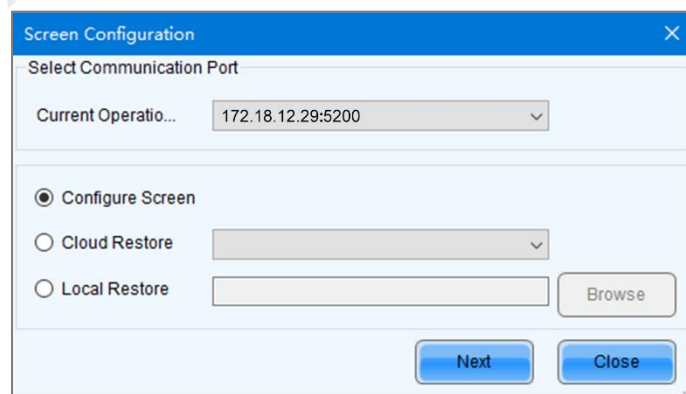 Screen Configuration
Select Communication Port
Current Operatio... 172.18.12.29:5200
Configure Screen
Cloud Restore
Local Restore Browse
Next Close